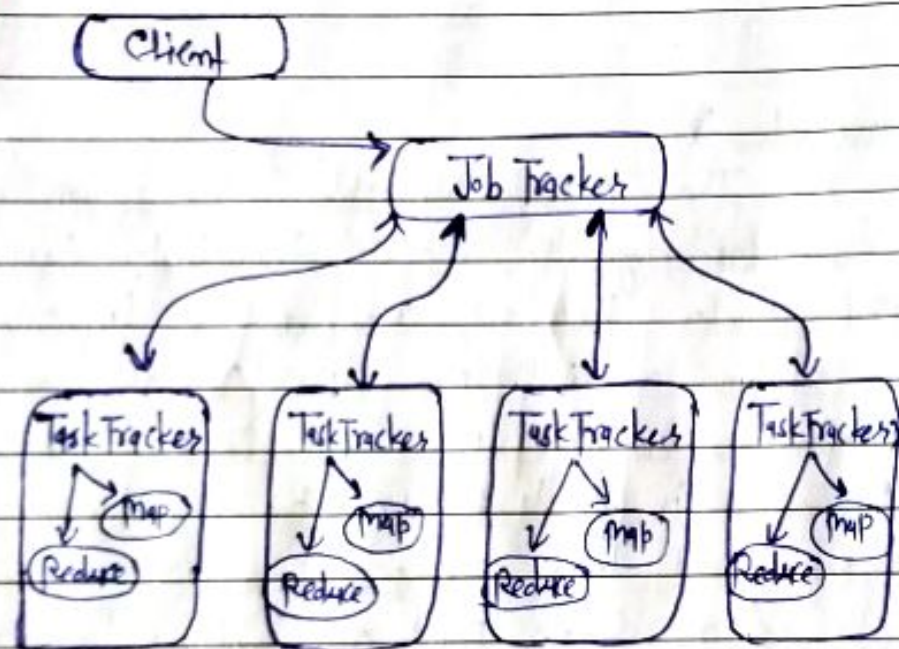 Client
Job Tracker
TaskTracker TaskTracker TaskTracker TaskTracker
Map Map Map Map
Reduce Reduce Reduce Reduce